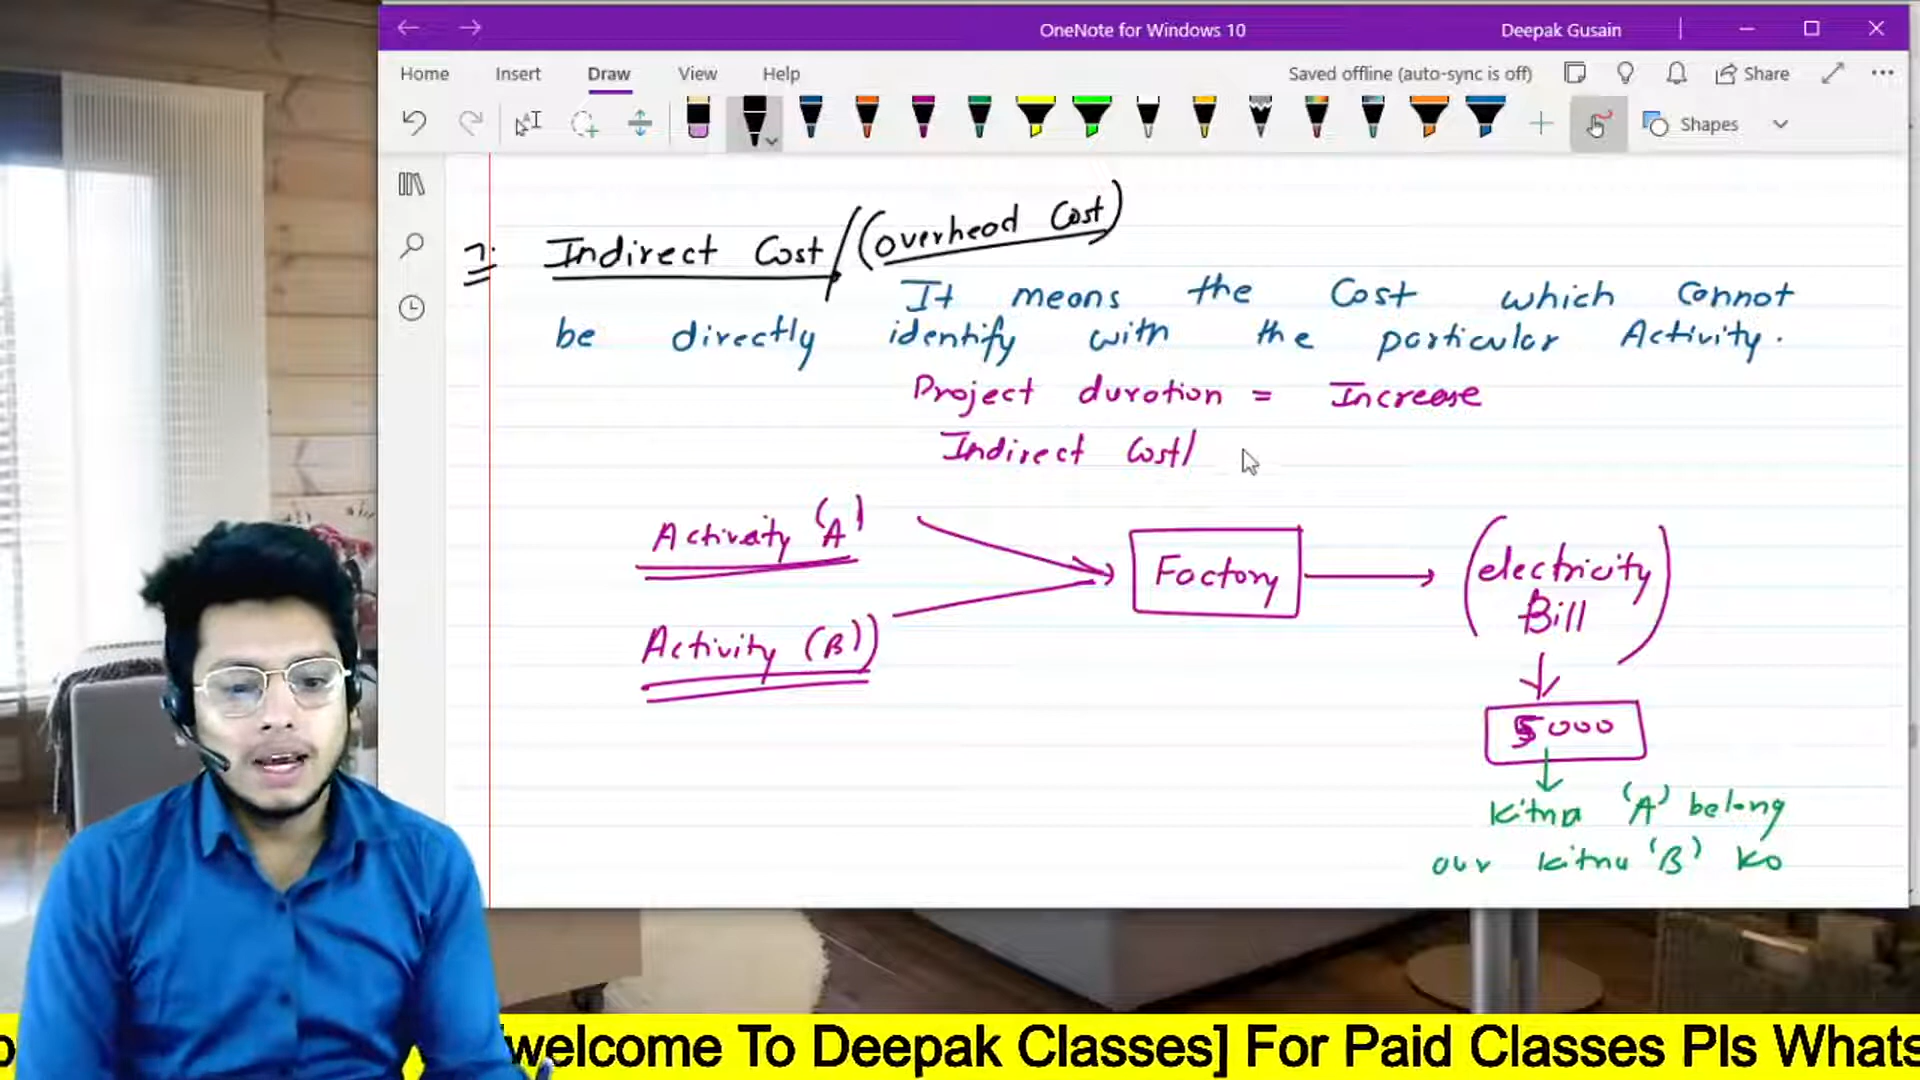 OneNote for Windows 10
Deepak Gusain
Home Insert Draw View Help
Saved offline (auto-sync is off)
Share
Shapes
7: Indirect Cost/(overhead Cost)
It means the Cost which cannot
be directly identify with the particular Activity.
Project duration = Increase
Indirect Cost/
Activity (A)
Factory
(electricity
Bill)
Activity (B))
5000
kitna (A) belong
our kitna (B) ko
welcome To Deepak Classes] For Paid Classes Pls Whats